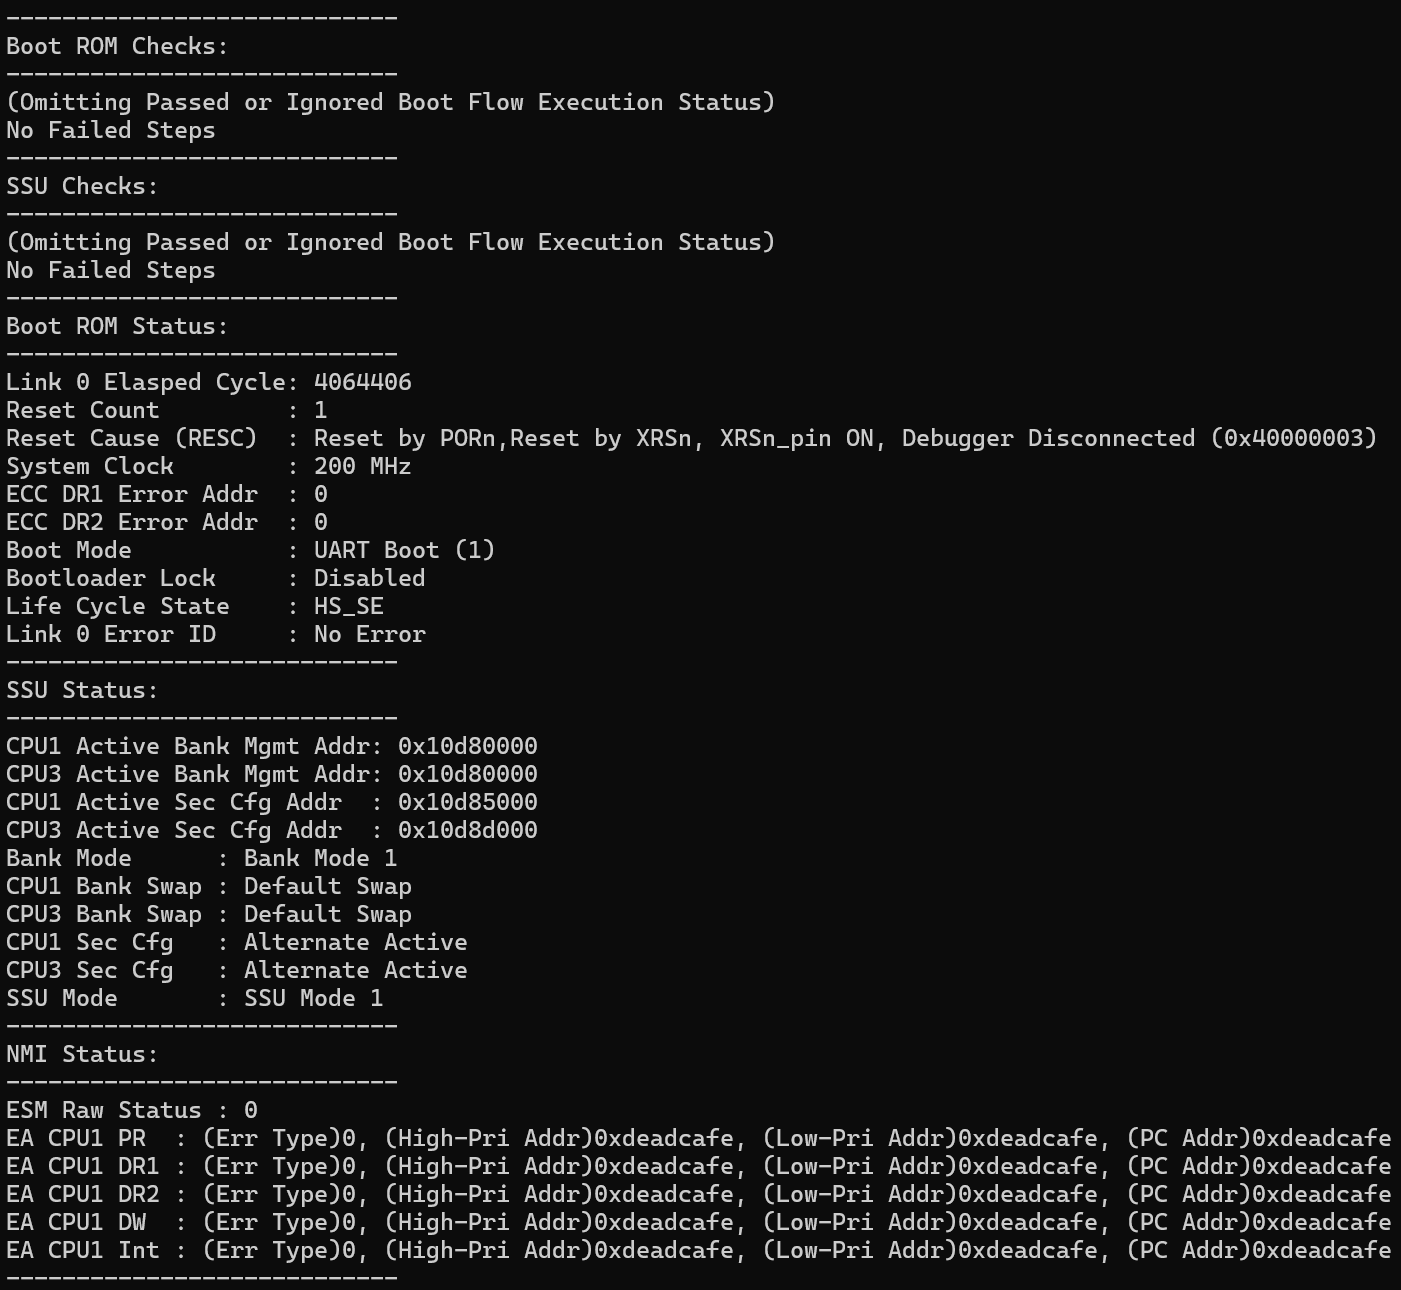 ----------------------------
Boot ROM Checks:
----------------------------
(Omitting Passed or Ignored Boot Flow Execution Status)
No Failed Steps
----------------------------
SSU Checks:
----------------------------
(Omitting Passed or Ignored Boot Flow Execution Status)
No Failed Steps
----------------------------
Boot ROM Status:
----------------------------
Link 0 Elasped Cycle: 4064406
Reset Count         : 1
Reset Cause (RESC)  : Reset by PORn,Reset by XRSn, XRSn_pin ON, Debugger Disconnected (0x40000003)
System Clock        : 200 MHz
ECC DR1 Error Addr  : 0
ECC DR2 Error Addr  : 0
Boot Mode           : UART Boot (1)
Bootloader Lock     : Disabled
Life Cycle State    : HS_SE
Link 0 Error ID     : No Error
----------------------------
SSU Status:
----------------------------
CPU1 Active Bank Mgmt Addr: 0x10d80000
CPU3 Active Bank Mgmt Addr: 0x10d80000
CPU1 Active Sec Cfg Addr  : 0x10d85000
CPU3 Active Sec Cfg Addr  : 0x10d8d000
Bank Mode      : Bank Mode 1
CPU1 Bank Swap : Default Swap
CPU3 Bank Swap : Default Swap
CPU1 Sec Cfg   : Alternate Active
CPU3 Sec Cfg   : Alternate Active
SSU Mode       : SSU Mode 1
----------------------------
NMI Status:
----------------------------
ESM Raw Status : 0
EA CPU1 PR  : (Err Type)0, (High-Pri Addr)0xdeadcafe, (Low-Pri Addr)0xdeadcafe, (PC Addr)0xdeadcafe
EA CPU1 DR1 : (Err Type)0, (High-Pri Addr)0xdeadcafe, (Low-Pri Addr)0xdeadcafe, (PC Addr)0xdeadcafe
EA CPU1 DR2 : (Err Type)0, (High-Pri Addr)0xdeadcafe, (Low-Pri Addr)0xdeadcafe, (PC Addr)0xdeadcafe
EA CPU1 DW  : (Err Type)0, (High-Pri Addr)0xdeadcafe, (Low-Pri Addr)0xdeadcafe, (PC Addr)0xdeadcafe
EA CPU1 Int : (Err Type)0, (High-Pri Addr)0xdeadcafe, (Low-Pri Addr)0xdeadcafe, (PC Addr)0xdeadcafe
----------------------------